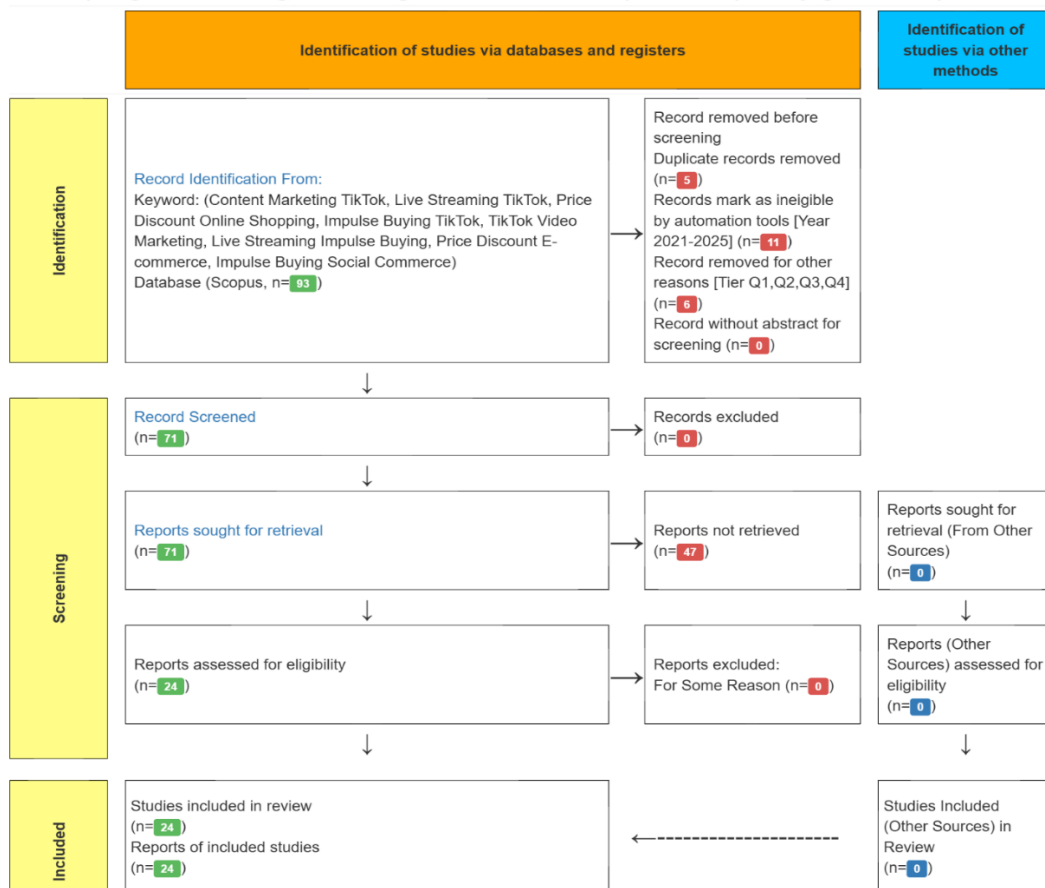 Identification of studies via databases and registers
Identification of
studies via other
methods
Identification
Record Identification From:
Keyword: (Content Marketing TikTok, Live Streaming TikTok, Price
Discount Online Shopping, Impulse Buying TikTok, TikTok Video
Marketing, Live Streaming Impulse Buying, Price Discount E-
commerce, Impulse Buying Social Commerce)
Database (Scopus, n=93)
Record removed before
screening
Duplicate records removed
(n=5)
Records mark as ineigible
by automation tools [Year
2021-2025] (n=11)
Record removed for other
reasons [Tier Q1,Q2,Q3,Q4]
(n=6)
Record without abstract for
screening (n=0)
Screening
Record Screened
(n=71)
Records excluded
(n=0)
Reports sought for retrieval
(n=71)
Reports not retrieved
(n=47)
Reports sought for
retrieval (From Other
Sources)
(n=0)
Reports assessed for eligibility
(n=24)
Reports excluded:
For Some Reason (n=0)
Reports (Other
Sources) assessed for
eligibility
(n=0)
Included
Studies included in review
(n=24)
Reports of included studies
(n=24)
Studies Included
(Other Sources) in
Review
(n=0)